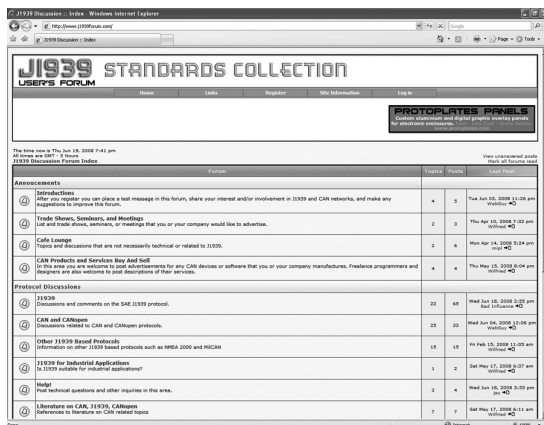 J1939 Discussion :: Index - Windows Internet Explorer
http://www.j1939forum.com/
Google
J1939 Discussion :: Index
Page
Tools
J1939 STANDARDS COLLECTION
USER'S FORUM
Home Links Register Site Information Log in
PROTOPLATES PANELS
Custom aluminium and digital graphic overlay panels
for electronic enclosures.
www.protoplates.com
The time now is Thu Jun 19, 2008 7:41 pm
All times are GMT - 5 Hours
J1939 Discussion Forum Index
View unanswered posts
Mark all forums read
Forum Topics Posts Last Post
Annoucements
Introductions
After you register you can place a test message in this forum, share your interest and/or involvement in J1939 and CAN networks, and make any
suggestions to improve this forum.
4 5 Tue Jun 03, 2008 11:26 pm
WebGuy
Trade Shows, Seminars, and Meetings
List and trade shows, seminars, or meetings that you or your company would like to advertise.
2 3 Thu Apr 10, 2008 7:32 pm
Wilfried
Cafe Lounge
Topics and discussions that are not necessarily technical or related to J1939.
2 6 Mon Apr 14, 2008 5:24 pm
CAN Products and Services Buy And Sell
In this area you are welcome to post advertisements for any CAN devices or software that you or your company manufactures. Freelance programmers and
designers are also welcome to post descriptions of their services.
4 4 Thu May 15, 2008 8:04 pm
Wilfried
Protocol Discussions
J1939
Discussions and comments on the SAE J1939 protocol.
22 65 Wed Jun 18, 2008 2:55 pm
Bad Influence
CAN and CANopen
Discussions related to CAN and CANopen protocols.
25 32 Wed Jun 04, 2008 12:06 pm
WebGuy
Other J1939 Based Protocols
Information on other J1939 based protocols such as NMEA 2000 and MilCAN
15 15 Fri Feb 15, 2008 11:03 am
Wilfried
J1939 for Industrial Applications
Is J1939 suitable for industrial applications?
1 2 Sat May 17, 2008 6:37 am
Wilfried
Help!
Post technical questions and other inquiries in this area.
2 4 Wed Jun 18, 2008 3:55 pm
jay
Literature on CAN, J1939, CANopen
References to literature on CAN related topics
7 7 Sat May 17, 2008 6:11 am
Wilfried